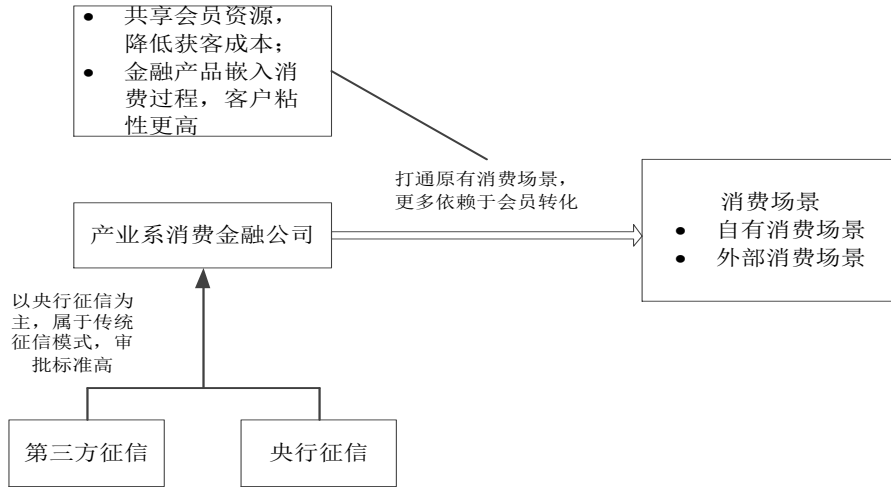 ● 共享会员资源，
降低获客成本；
● 金融产品嵌入消
费过程，客户粘
性更高
打通原有消费场景，
更多依赖于会员转化
消费场景
● 自有消费场景
● 外部消费场景
产业系消费金融公司
以央行征信为
主，属于传统
征信模式，审
批标准高
第三方征信
央行征信